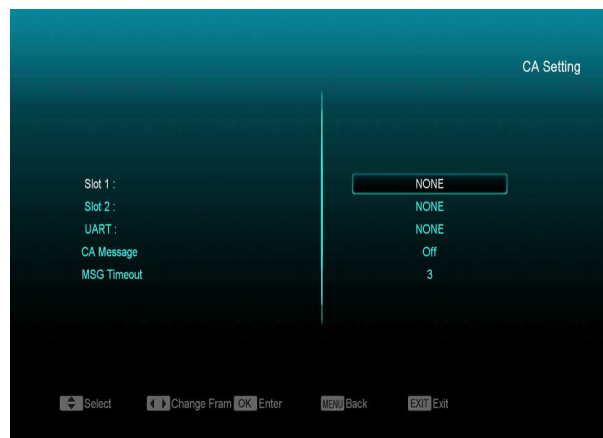 CA Setting
Slot 1 : NONE
Slot 2 : NONE
UART : NONE
CA Message Off
MSG Timeout 3
Select Change Fram OK Enter MENU Back EXIT Exit